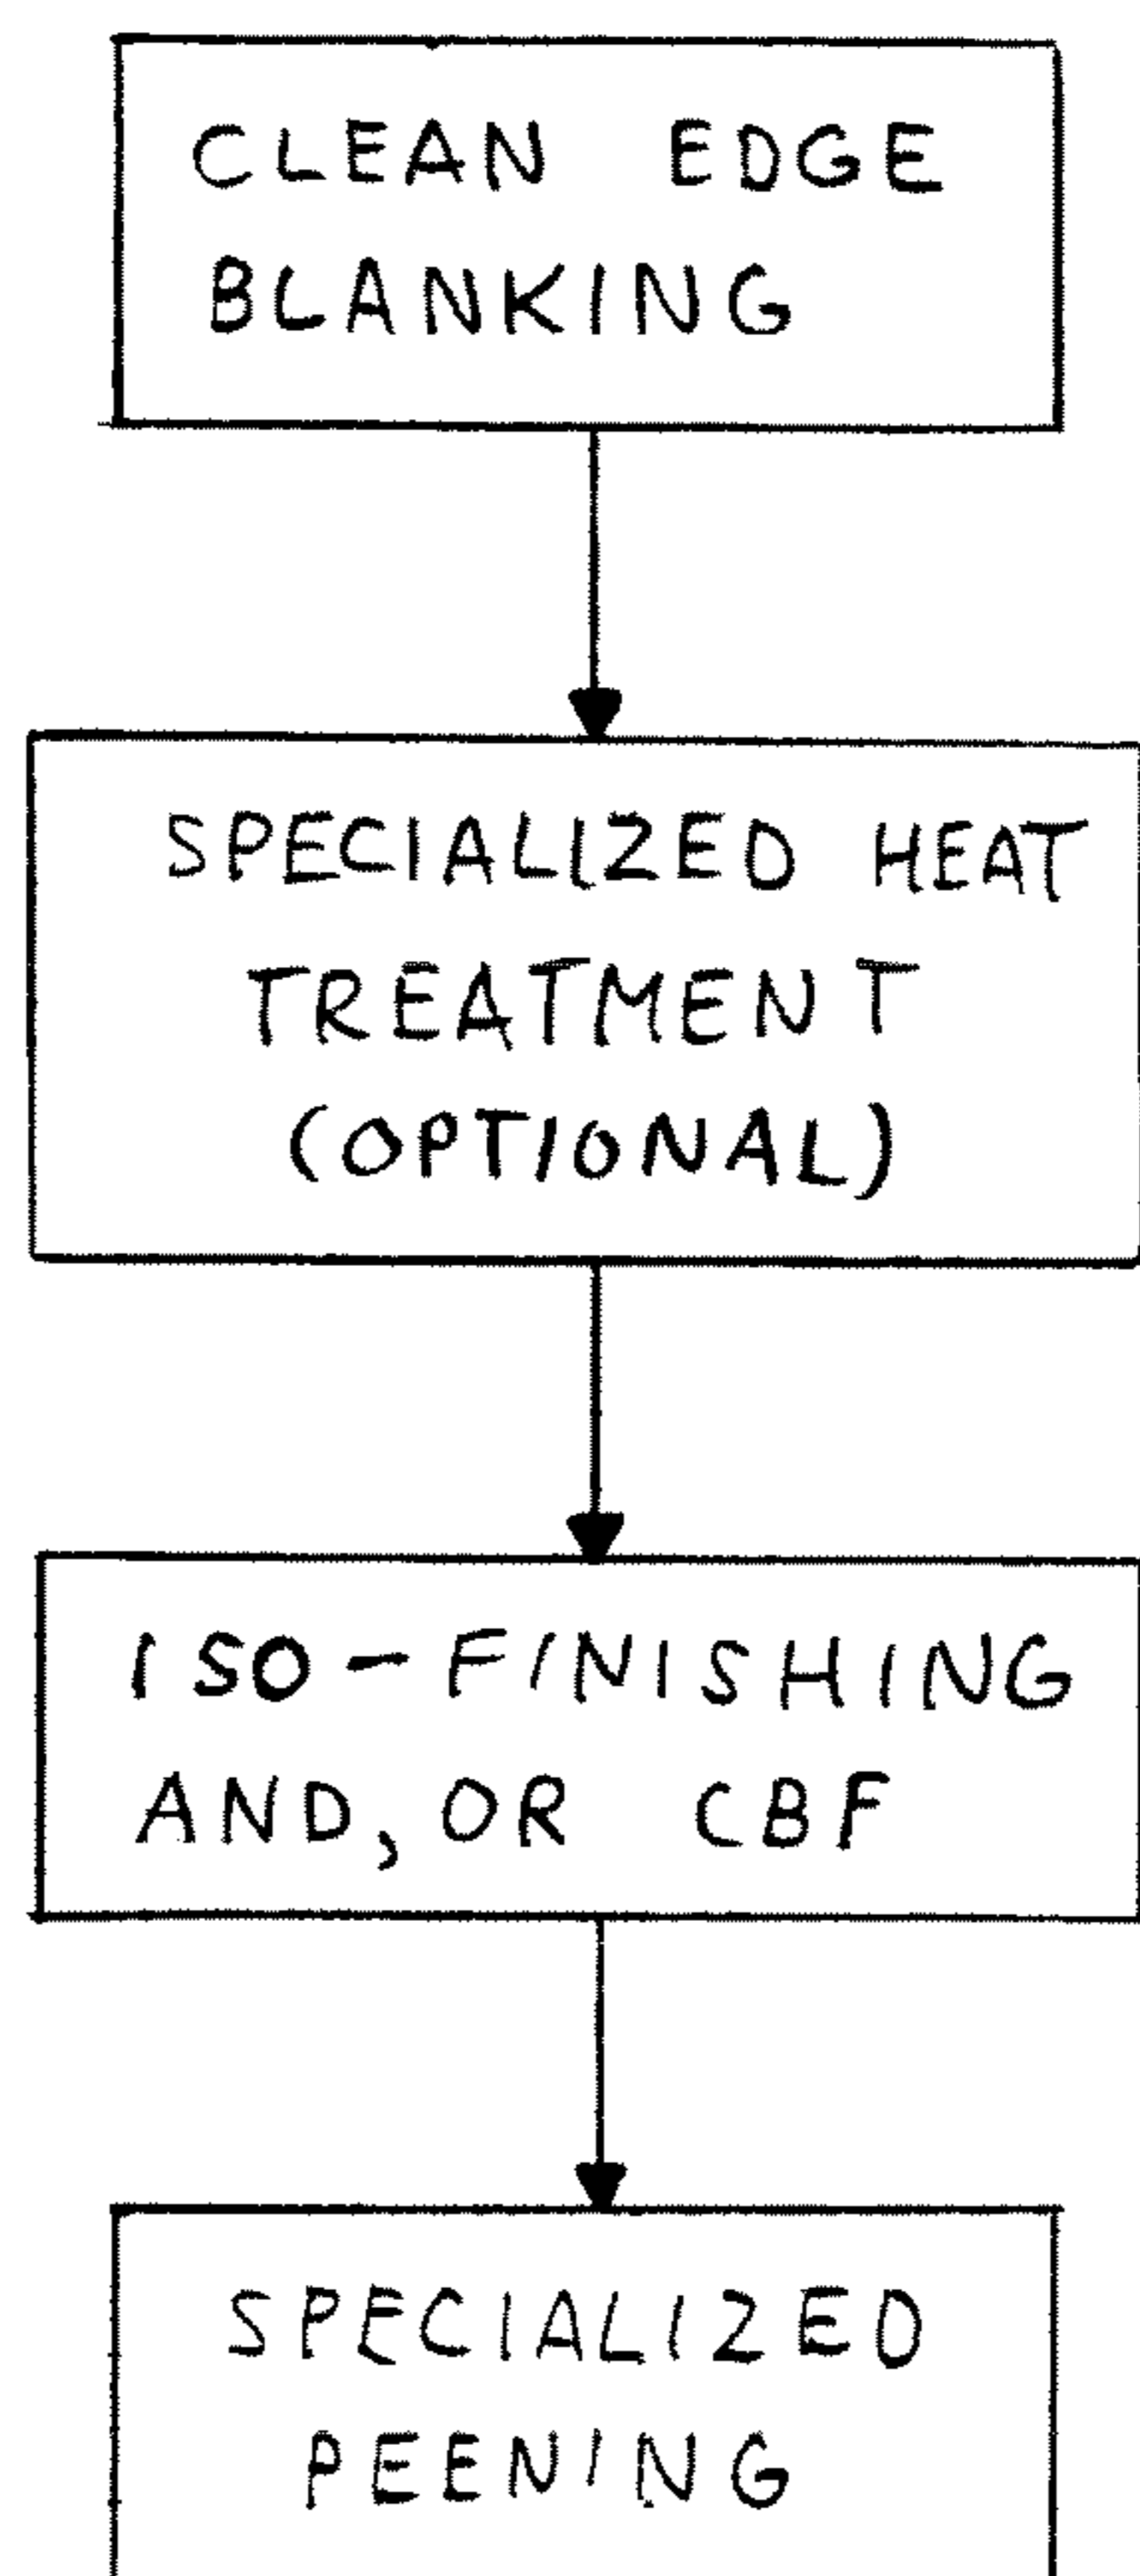 CLEAN EDGE
BLANKING
SPECIALIZED HEAT
TREATMENT
(OPTIONAL)
ISO-FINISHING
AND, OR CBF
SPECIALIZED
PEENING